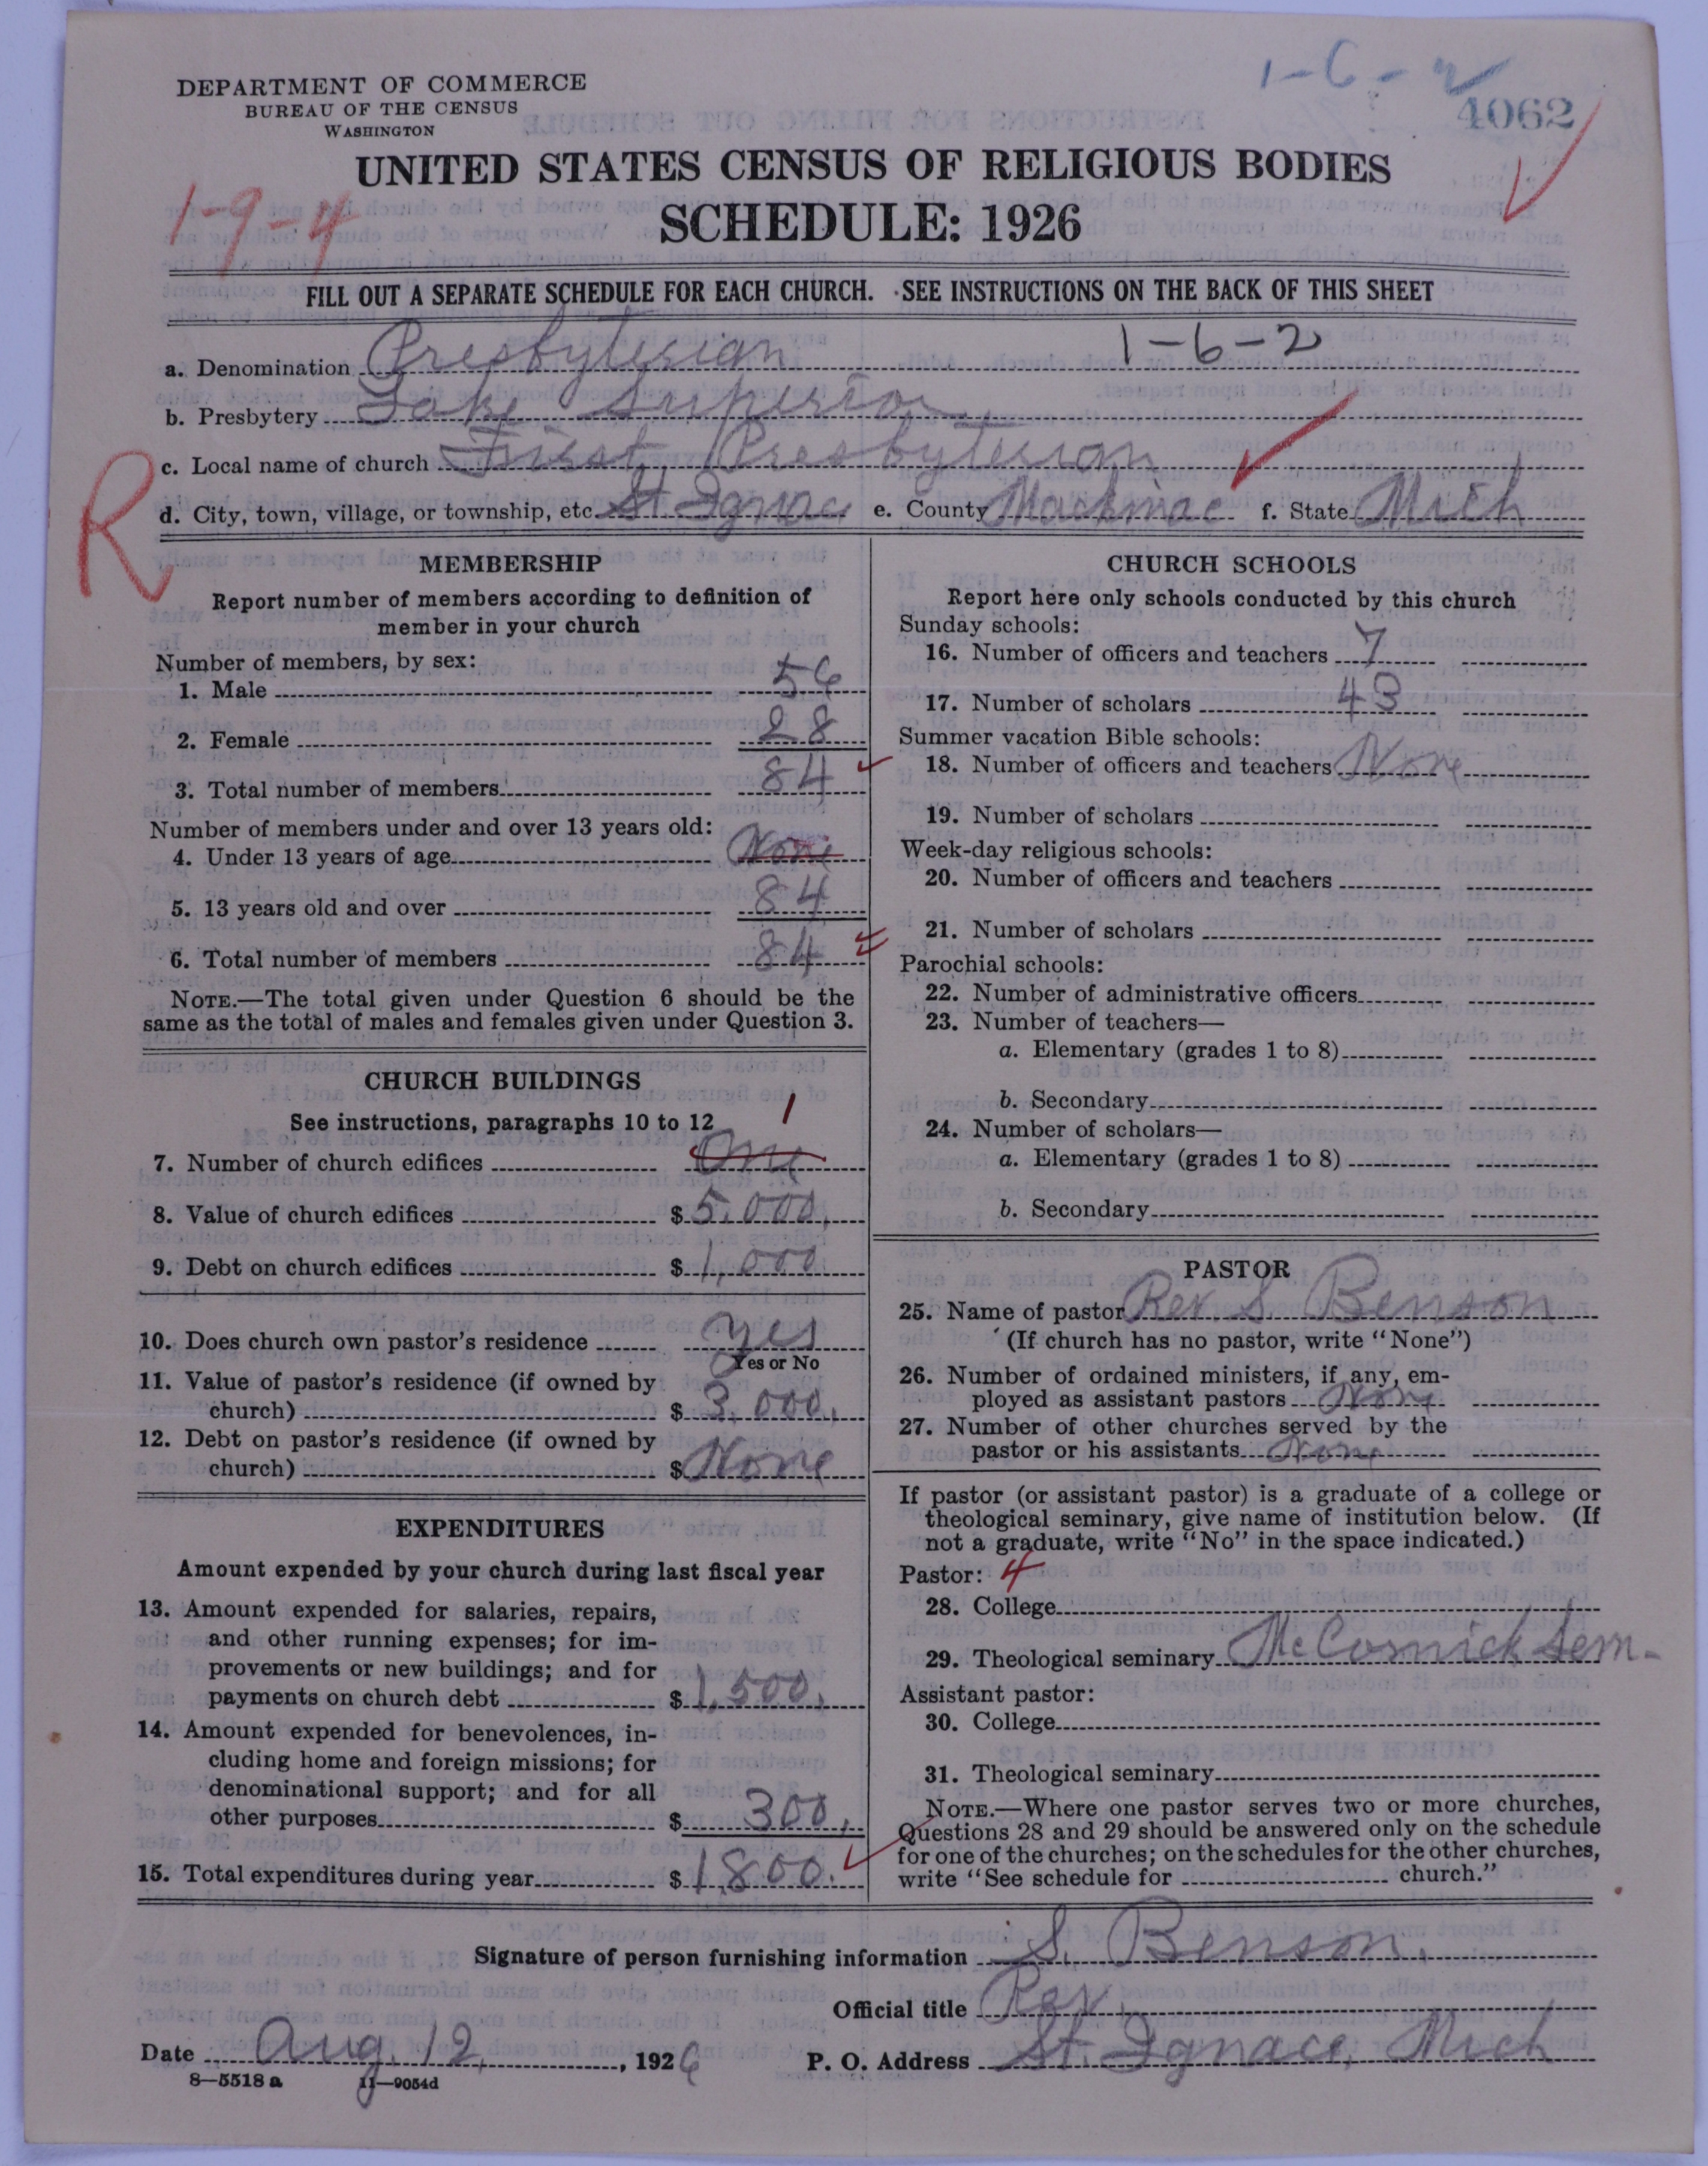 1-6-2
DEPARTMENT OF COMMERCE
BUREAU OF THE CENSUS
WASHINGTON
4062
UNITED STATES CENSUS OF RELIGIOUS BODIES
1-9-4
SCHEDULE: 1926
FILL OUT A SEPARATE SCHEDULE FOR EACH CHURCH. SEE INSTRUCTIONS ON THE BACK OF THIS SHEET
1-6-2
a. Denomination Presbyterian
b. Presbytery Lake Superior
c. Local name of church First Presbyterian
R
d. City, town, village, or township, etc. St Ignace e. County Mackinac f. State Mich
MEMBERSHIP
Report number of members according to definition of
member in your church
Number of members, by sex:
1. Male 56
2. Female 28
3. Total number of members 84
Number of members under and over 13 years old:
4. Under 13 years of age None
5. 13 years old and over 84
6. Total number of members 84
NOTE.—The total given under Question 6 should be the
same as the total of males and females given under Question 3.
CHURCH BUILDINGS
See instructions, paragraphs 10 to 12
1
7. Number of church edifices One
8. Value of church edifices $ 5,000.
9. Debt on church edifices $ 1,000
10. Does church own pastor's residence yes
Yes or No
11. Value of pastor's residence (if owned by
church) $ 3,000.
12. Debt on pastor's residence (if owned by
church) $ None
EXPENDITURES
Amount expended by your church during last fiscal year
13. Amount expended for salaries, repairs,
and other running expenses; for im-
provements or new buildings; and for
payments on church debt $ 1,500.
14. Amount expended for benevolences, in-
cluding home and foreign missions; for
denominational support; and for all
other purposes $ 300.
15. Total expenditures during year $ 1,800.
CHURCH SCHOOLS
Report here only schools conducted by this church
Sunday schools:
16. Number of officers and teachers 7
17. Number of scholars 43
Summer vacation Bible schools:
18. Number of officers and teachers None
19. Number of scholars
Week-day religious schools:
20. Number of officers and teachers
21. Number of scholars
Parochial schools:
22. Number of administrative officers
23. Number of teachers—
a. Elementary (grades 1 to 8)
b. Secondary
24. Number of scholars—
a. Elementary (grades 1 to 8)
b. Secondary
PASTOR
25. Name of pastor Rev. S. Benson
(If church has no pastor, write "None")
26. Number of ordained ministers, if any, em-
ployed as assistant pastors None
27. Number of other churches served by the
pastor or his assistants None
If pastor (or assistant pastor) is a graduate of a college or
theological seminary, give name of institution below. (If
not a graduate, write "No" in the space indicated.)
Pastor: 4
28. College
29. Theological seminary McCormick Sem.
Assistant pastor:
30. College
31. Theological seminary
NOTE.—Where one pastor serves two or more churches,
Questions 28 and 29 should be answered only on the schedule
for one of the churches; on the schedules for the other churches,
write "See schedule for church."
Signature of person furnishing information S. Benson.
Official title Rev.
Date Aug. 12, 1926 P. O. Address St. Ignace, Mich
8—5518 a 11—9054d